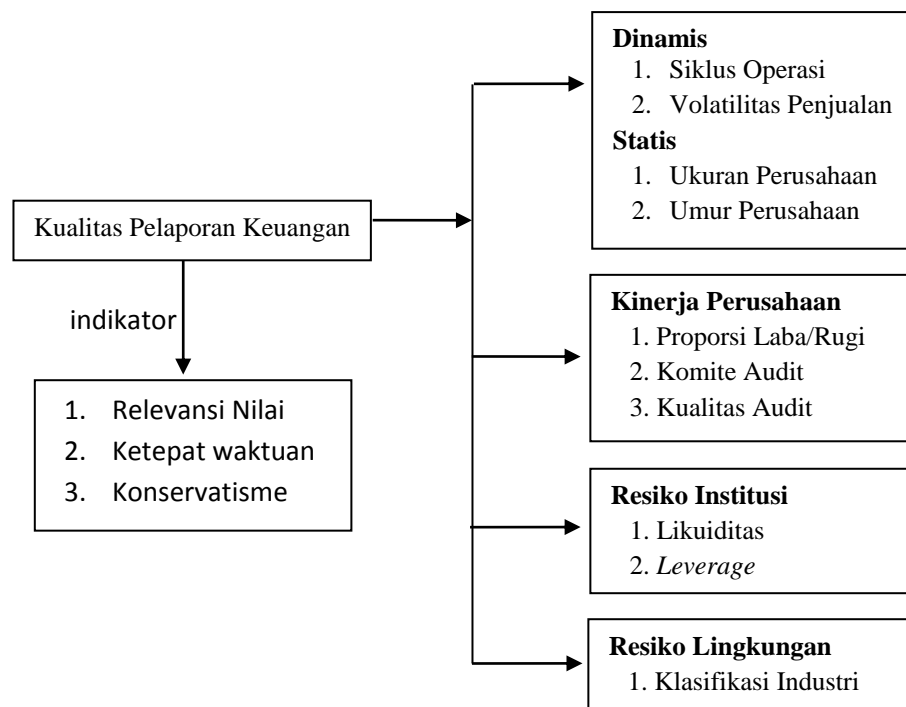 Kualitas Pelaporan Keuangan
indikator
1. Relevansi Nilai
2. Ketepat waktuan
3. Konservatisme
Dinamis
1. Siklus Operasi
2. Volatilitas Penjualan
Statis
1. Ukuran Perusahaan
2. Umur Perusahaan
Kinerja Perusahaan
1. Proporsi Laba/Rugi
2. Komite Audit
3. Kualitas Audit
Resiko Institusi
1. Likuiditas
2. Leverage
Resiko Lingkungan
1. Klasifikasi Industri